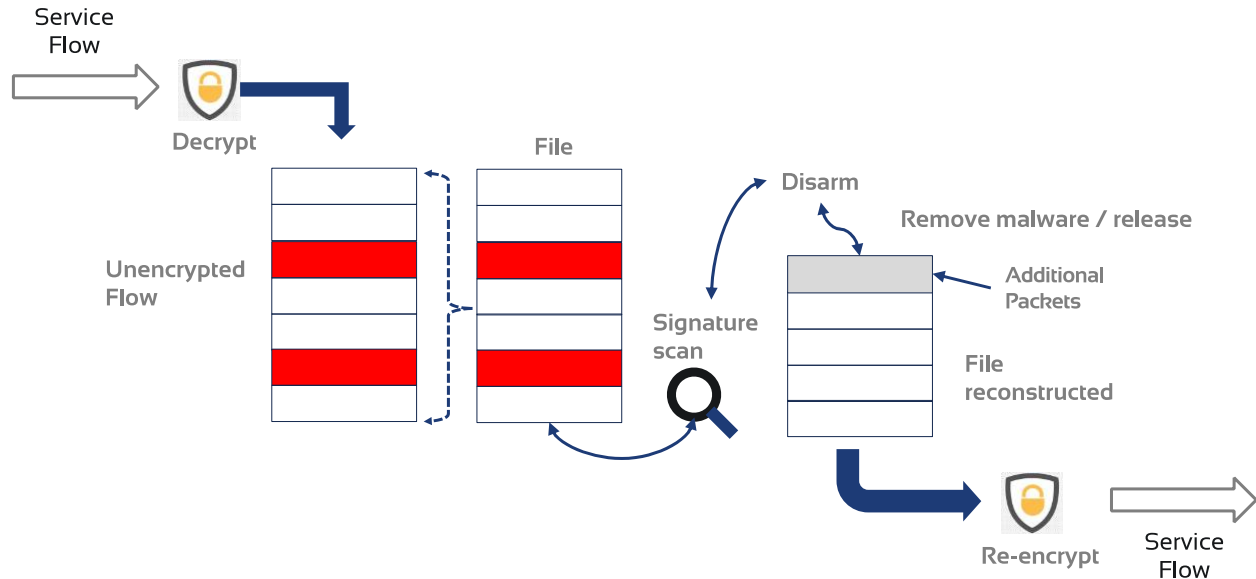 Service
Flow
Decrypt
File
Unencrypted
Flow
Disarm
Remove malware / release
Additional
Packets
Signature
scan
File
reconstructed
Re-encrypt
Service
Flow